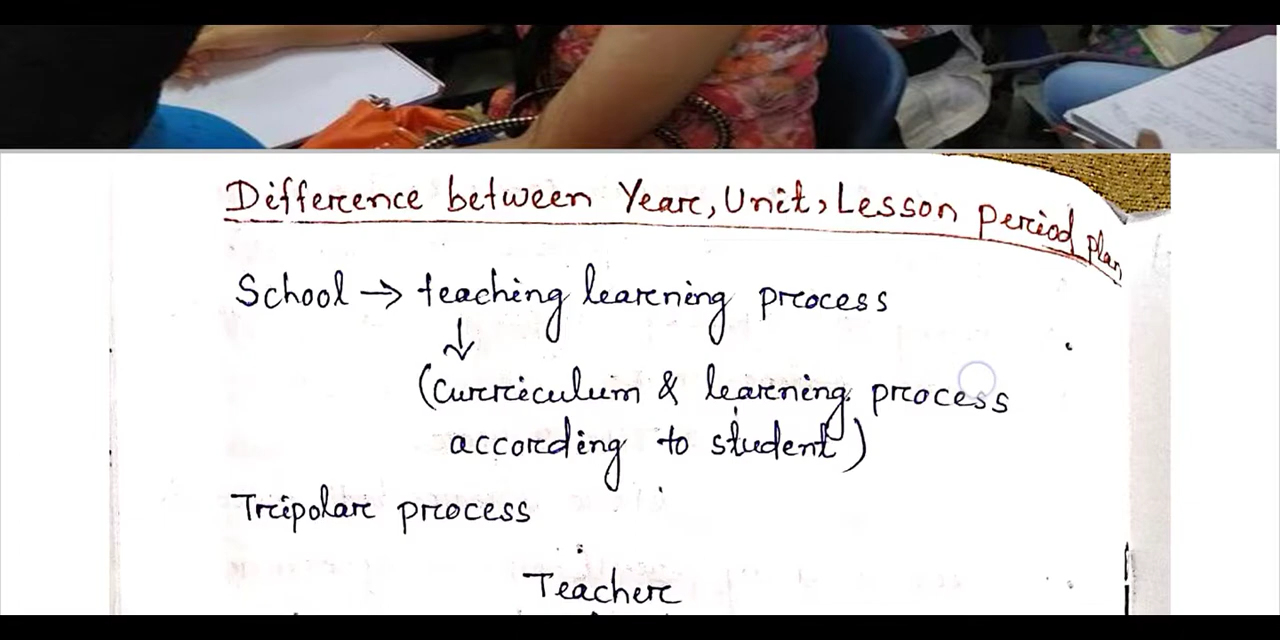 Difference between Year, Unit, Lesson period plan
School → teaching learning process
↓
(curriculum & learning process
according to student)
Tripolar process
Teacher